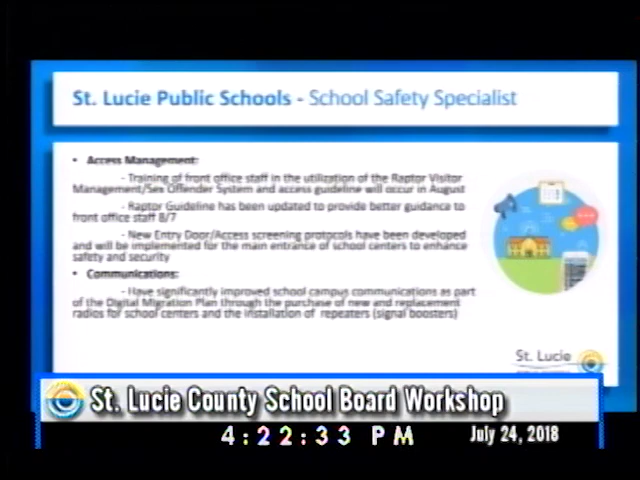 St. Lucie Public Schools - School Safety Specialist
• Access Management:
- Training of front office staff in the utilization of the Raptor Visitor
Management/Sex Offender System and access guideline will occur in August
- Raptor Guideline has been updated to provide better guidance to
front office staff 8/7
- New Entry Door/Access screening protocols have been developed
and will be implemented for the main entrance of school centers to enhance
safety and security
• Communications:
- Have significantly improved school campus communications as part
of the Digital Migration Plan through the purchase of new and replacement
radios for school centers and the installation of repeaters (signal boosters)
St. Lucie
St. Lucie County School Board Workshop
4:22:33 PM
July 24, 2018